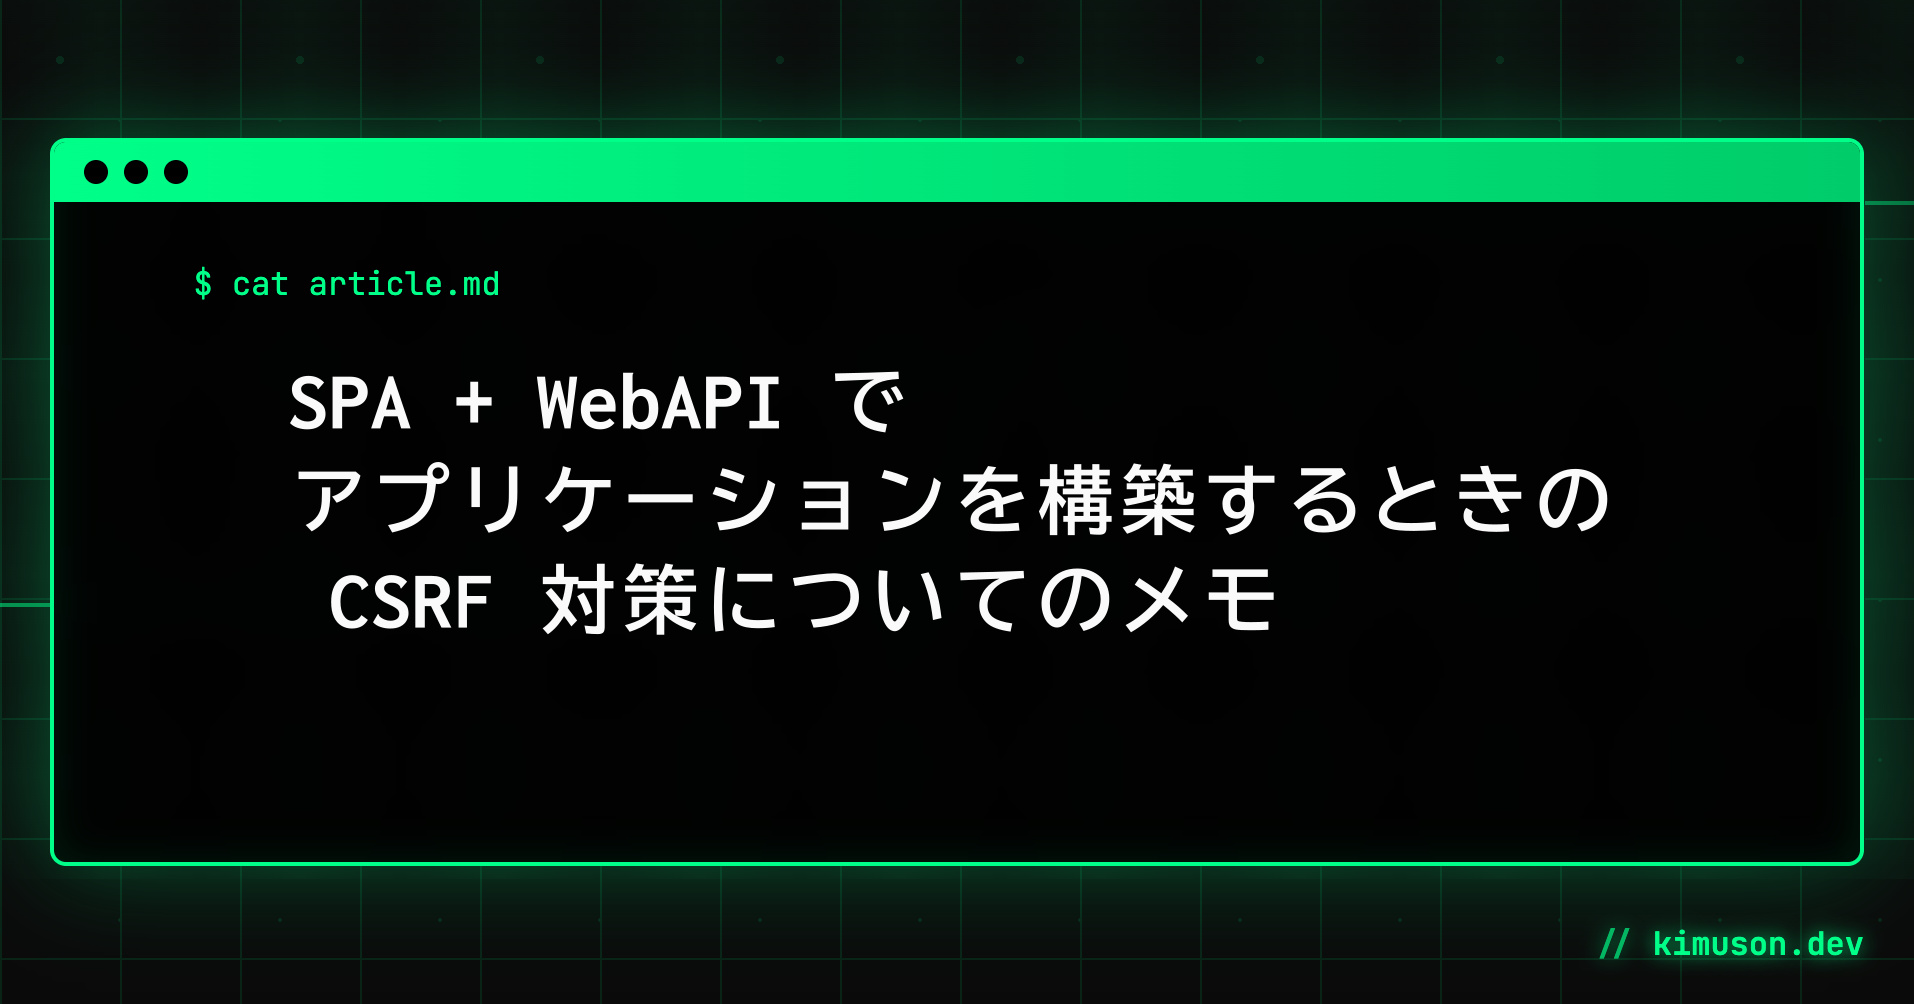 $ cat article.md
SPA + WebAPI で
アプリケーションを構築するときの
CSRF 対策についてのメモ
// kimuson.dev